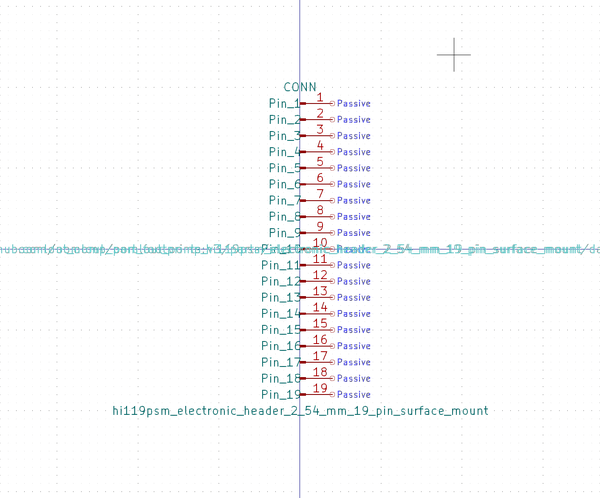 CONN
Pin_1 1 Passive
Pin_2 2 Passive
Pin_3 3 Passive
Pin_4 4 Passive
Pin_5 5 Passive
Pin_6 6 Passive
Pin_7 7 Passive
Pin_8 8 Passive
Pin_9 9 Passive
Pin_10 10 header_2_54_mm_19_pin_surface_mount
Pin_11 11 Passive
Pin_12 12 Passive
Pin_13 13 Passive
Pin_14 14 Passive
Pin_15 15 Passive
Pin_16 16 Passive
Pin_17 17 Passive
Pin_18 18 Passive
Pin_19 19 Passive
hi119psm_electronic_header_2_54_mm_19_pin_surface_mount